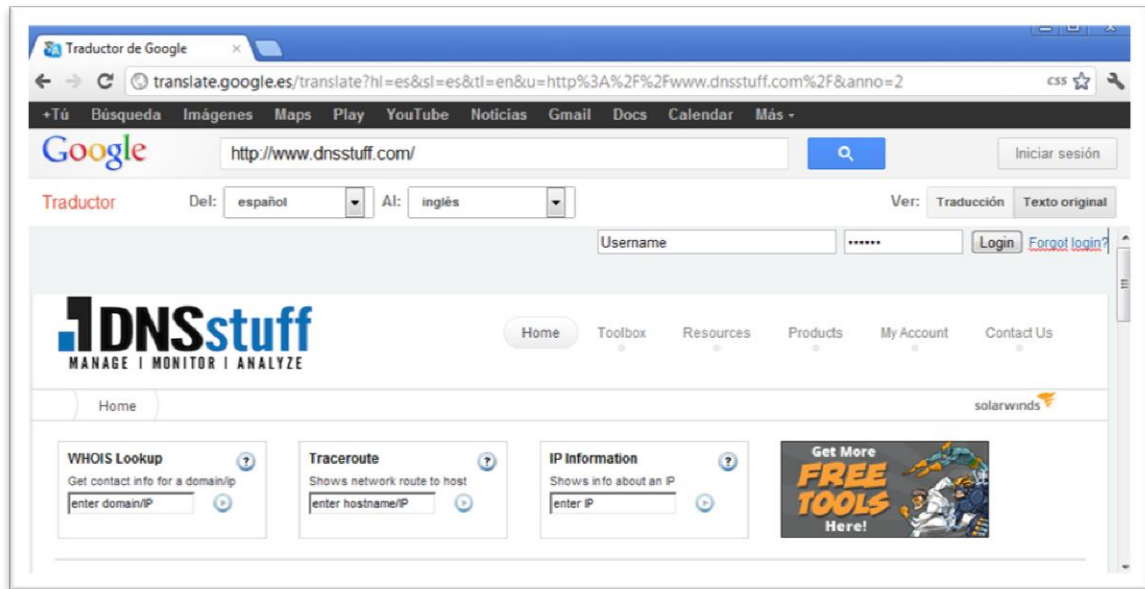 Traductor de Google
translate.google.es/translate?hl=es&sl=es&tl=en&u=http%3A%2F%2Fwww.dnsstuff.com%2F&anno=2 css
+Tú Búsqueda Imágenes Maps Play YouTube Noticias Gmail Docs Calendar Más
Google http://www.dnsstuff.com/ Iniciar sesión
Traductor Del: español Al: inglés Ver: Traducción Texto original
Username •••••• Login Forgot login?
DNSstuff
MANAGE | MONITOR | ANALYZE
Home Toolbox Resources Products My Account Contact Us
Home solarwinds
WHOIS Lookup ?
Get contact info for a domain/ip
enter domain/IP
Traceroute ?
Shows network route to host
enter hostname/IP
IP Information ?
Shows info about an IP
enter IP
Get More
FREE
TOOLS
Here!